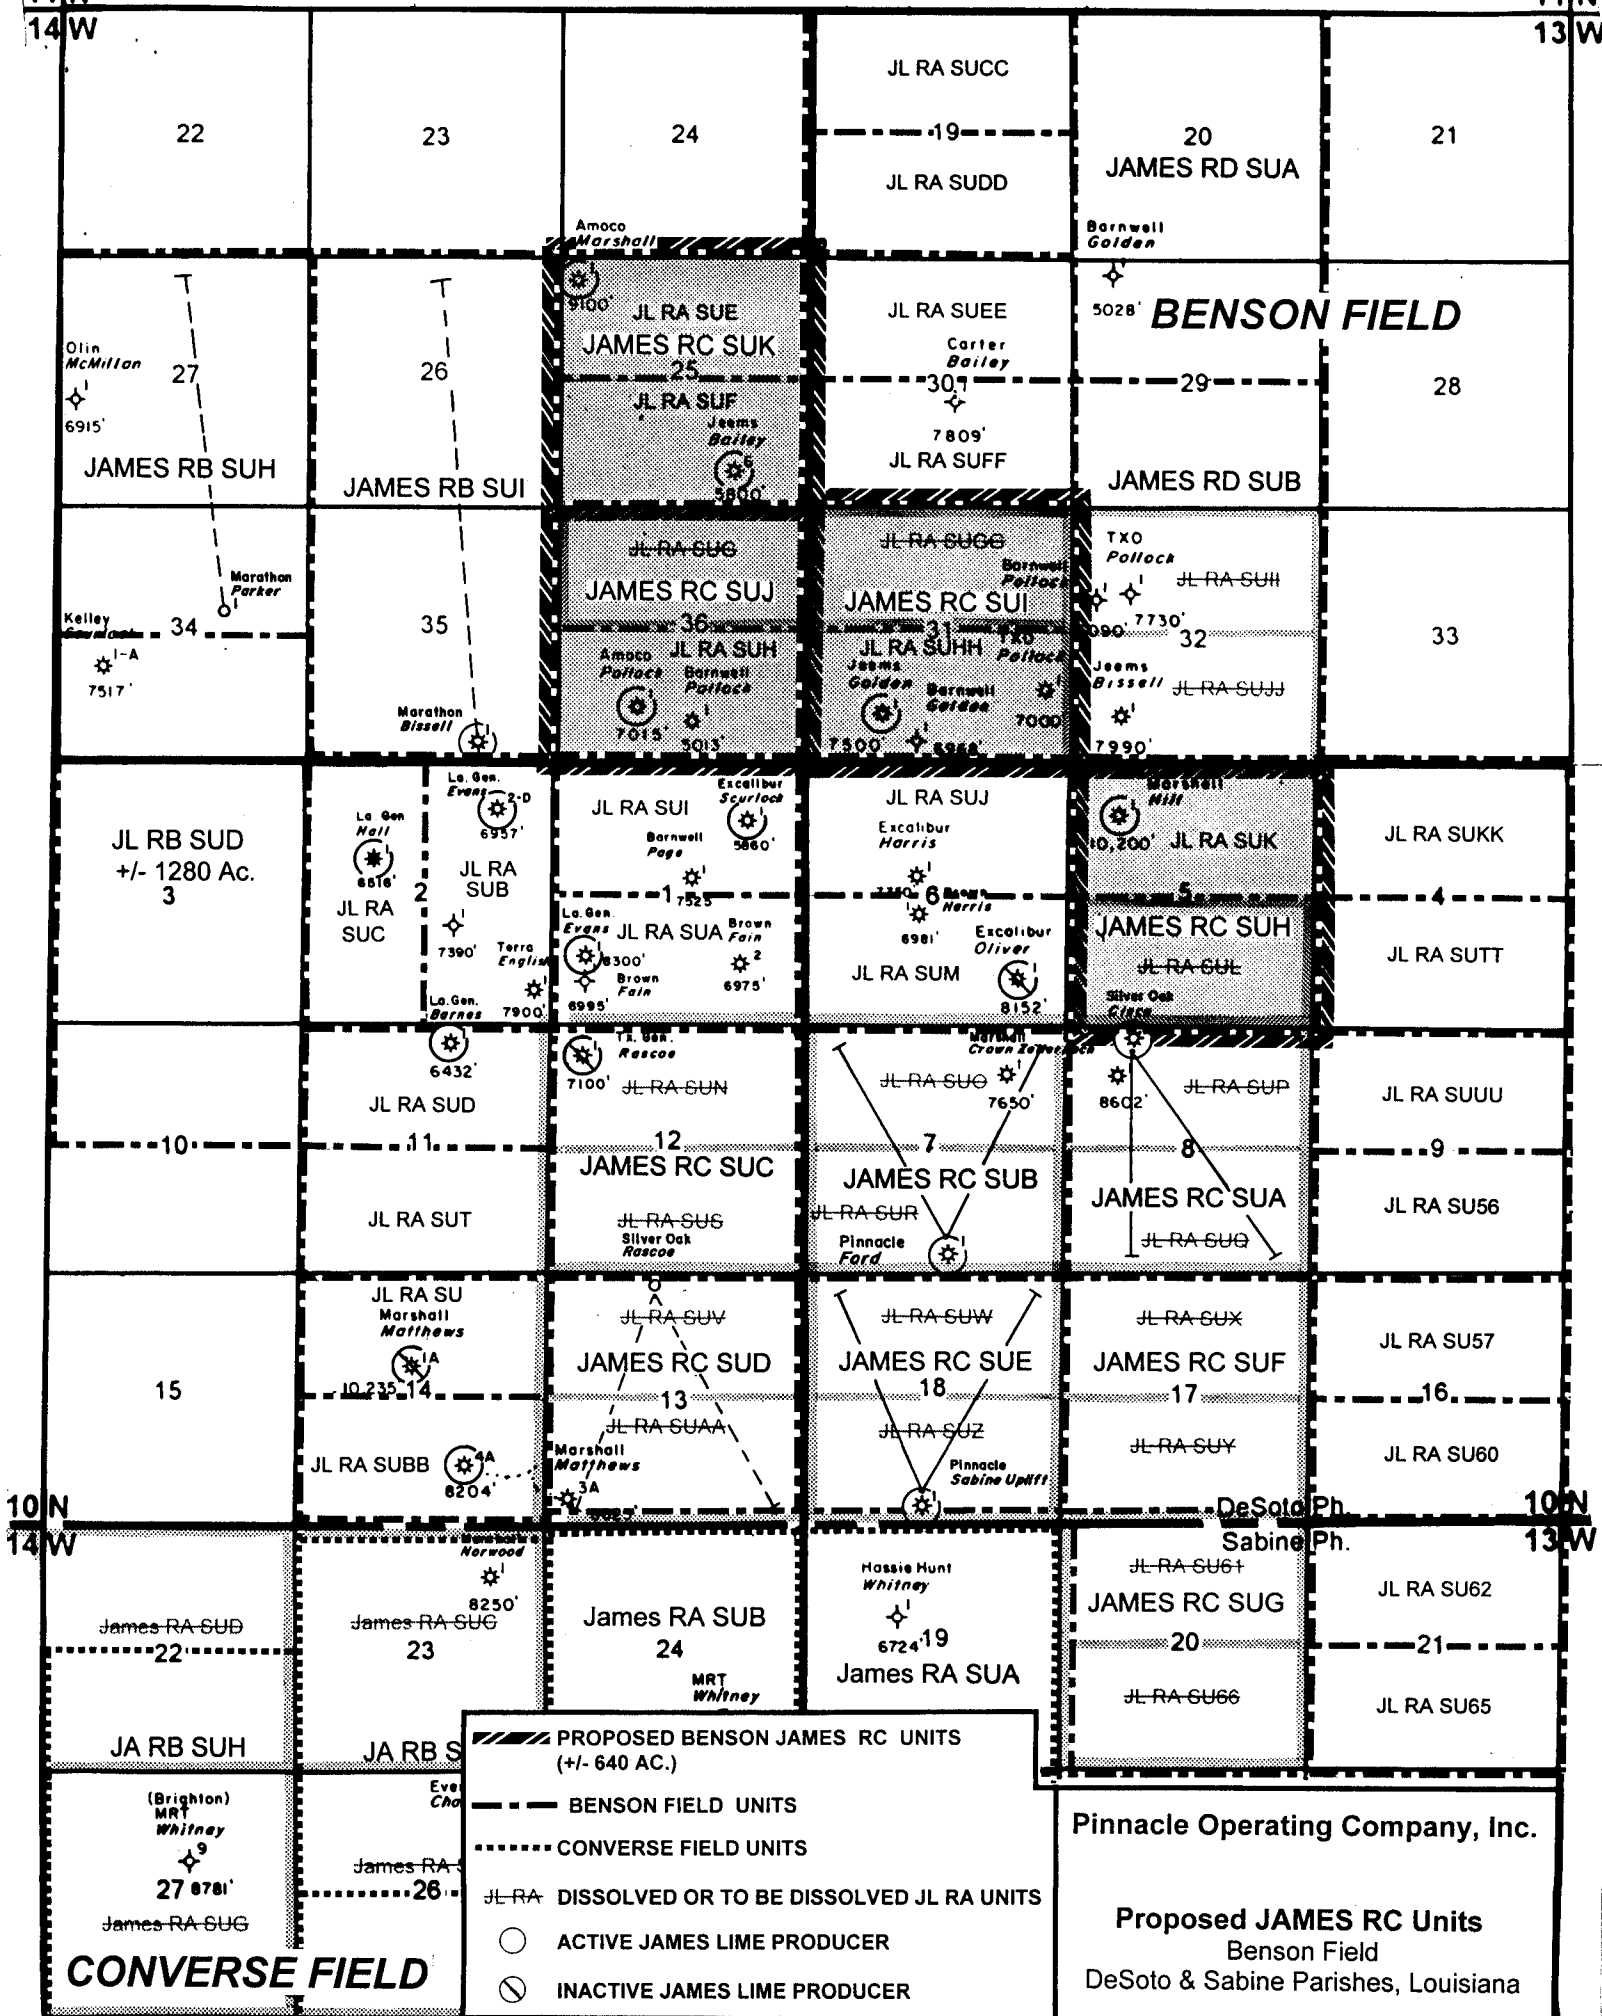 14 W
13 W
JL RA SUCC
22
23
24
19
20
21
JAMES RD SUA
JL RA SUDD
Amoco
Marshall
Barnwell
Golden
9100'
JL RA SUE
JAMES RC SUK
25
JL RA SUF
Jeems
Bailey
6
5800'
JL RA SUEE
Carter
Bailey
30
7809'
JL RA SUFF
5028'
BENSON FIELD
29
28
JAMES RD SUB
Olin
McMillan
27
6915'
JAMES RB SUH
26
JAMES RB SUI
Marathon
Parker
Kelley
34
1-A
7517'
35
Marathon
Bissell
JL RA SUG
JAMES RC SUJ
36
JL RA SUH
Amoco
Pollock
Barnwell
Pollock
7015'
5013'
JL RA SUGG
Barnwell
Pollock
JAMES RC SUI
31
JL RA SUHH
TXO
Pollock
Jeems
Golden
Barnwell
Golden
7500'
6968'
7000'
TXO
Pollock
JL RA SUII
7730'
32
Jeems
Bissell
JL RA SUJJ
7990'
33
JL RB SUD
+/- 1280 Ac.
3
La. Gen
Hall
6516'
JL RA
SUC
2
La. Gen.
Evans
2-D
6957'
JL RA
SUB
7390'
Terra
English
7900'
La. Gen.
Barnes
6432'
JL RA SUI
Excalibur
Scurlock
5860'
Barnwell
Page
1
7525'
La. Gen.
Evans
JL RA SUA
Brown
Fain
8300'
2
6975'
Brown
Fain
6995'
JL RA SUJ
Excalibur
Harris
7350'
6
Brown
Harris
6981'
Excalibur
Oliver
JL RA SUM
8152'
Marshall
Hill
10,200'
JL RA SUK
5
JAMES RC SUH
JL RA SUL
Silver Oak
Cisco
JL RA SUKK
4
JL RA SUTT
10
JL RA SUD
11
JL RA SUT
Tx. Gen.
Rascoe
7100'
JL RA SUN
12
JAMES RC SUC
JL RA SUS
Silver Oak
Rascoe
Marshall
Crown Zellerbach
JL RA SUO
7650'
7
JAMES RC SUB
JL RA SUR
Pinnacle
Ford
8602'
JL RA SUP
8
JAMES RC SUA
JL RA SUQ
JL RA SUUU
9
JL RA SU56
15
JL RA SU
Marshall
Matthews
1A
10,235'
14
JL RA SUBB
4A
8204'
JL RA SUV
JAMES RC SUD
13
JL RA SUAA
Marshall
Matthews
3A
JL RA SUW
JAMES RC SUE
18
JL RA SUZ
Pinnacle
Sabine Uplift
JL RA SUX
JAMES RC SUF
17
JL RA SUY
JL RA SU57
16
JL RA SU60
10 N
14 W
DeSoto Ph.
Sabine Ph.
10 N
13 W
James RA SUD
22
JA RB SUH
Norwood
8250'
James RA SUC
23
JA RB S
James RA SUB
24
MRT
Whitney
Hassie Hunt
Whitney
6724'
19
James RA SUA
JL RA SU61
JAMES RC SUG
20
JL RA SU66
JL RA SU62
21
JL RA SU65
(Brighton)
MRT
Whitney
9
27 8781'
James RA SUG
James RA
26
CONVERSE FIELD
PROPOSED BENSON JAMES RC UNITS
(+/- 640 AC.)
BENSON FIELD UNITS
CONVERSE FIELD UNITS
JL RA DISSOLVED OR TO BE DISSOLVED JL RA UNITS
ACTIVE JAMES LIME PRODUCER
INACTIVE JAMES LIME PRODUCER
Pinnacle Operating Company, Inc.
Proposed JAMES RC Units
Benson Field
DeSoto & Sabine Parishes, Louisiana